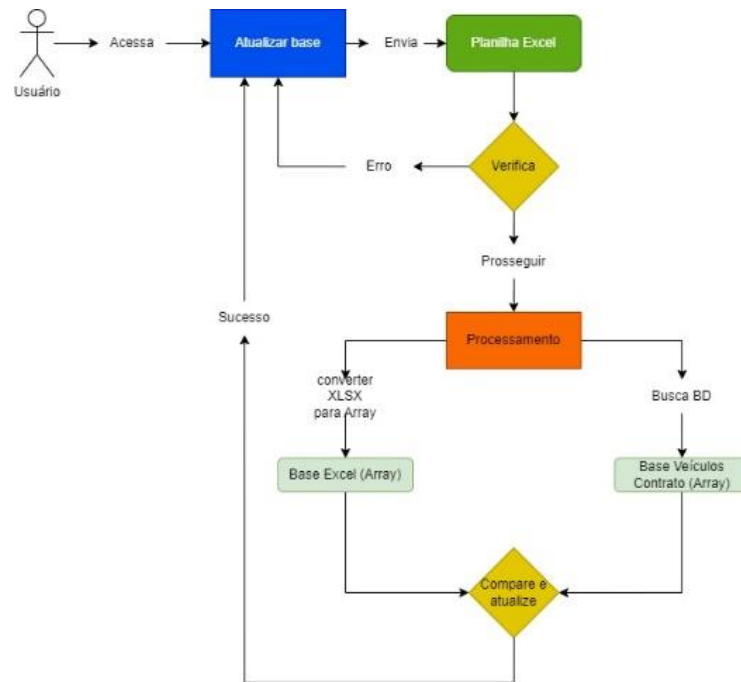 Acessa
Atualizar base
Envia
Planilha Excel
Usuário
Erro
Verifica
Prosseguir
Sucesso
Processamento
converter
XLSX
para Array
Busca BD
Base Excel (Array)
Base Veículos
Contrato (Array)
Compare e
atualize